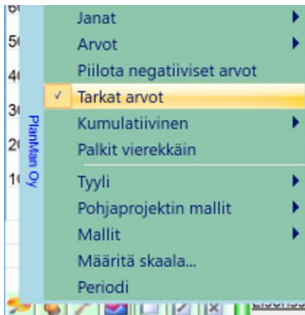 Janat
Arvot
Piilota negatiiviset arvot
Tarkat arvot
Kumulatiivinen
Palkit vierekkäin
Tyyli
Pohjaprojektin mallit
Mallit
Määritä skaala...
Periodi
PlanMan Oy